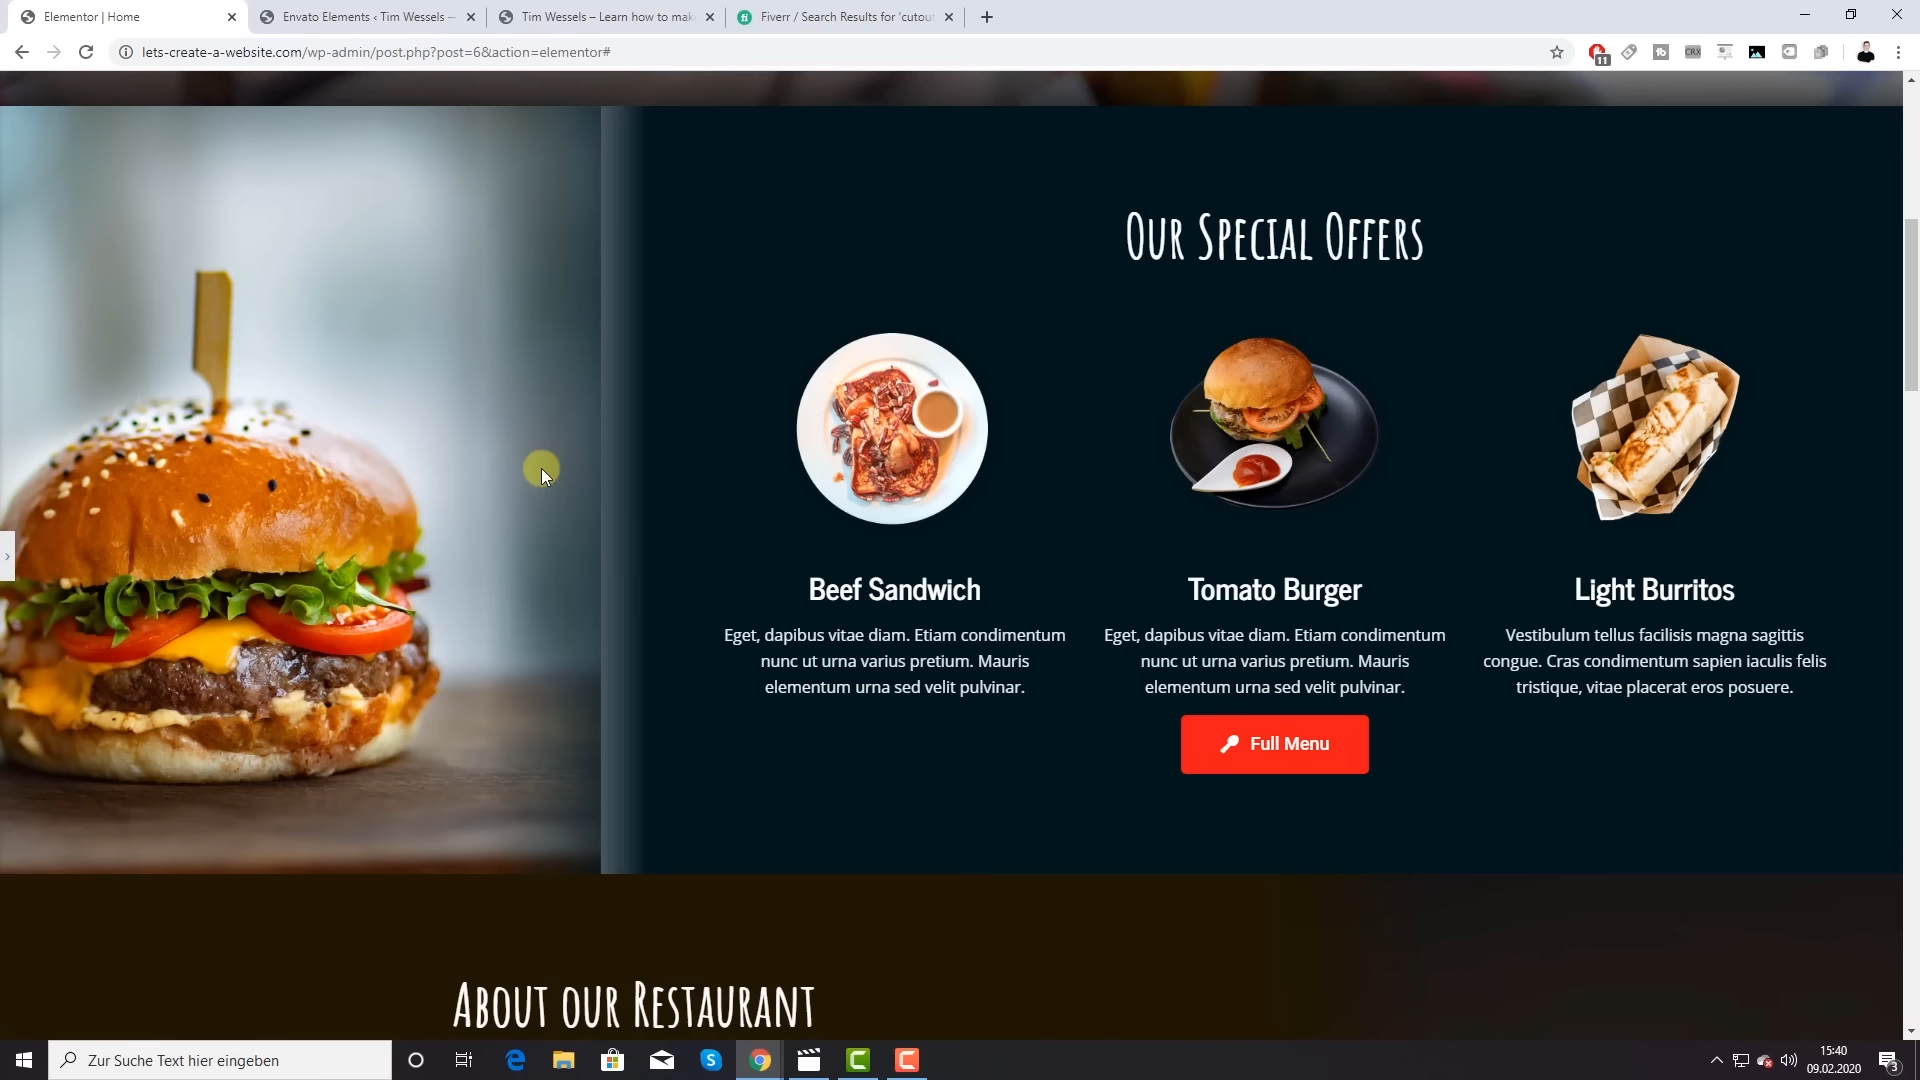 Elementor | Home
Envato Elements ‹ Tim Wessels —
Tim Wessels – Learn how to mak
Fiverr / Search Results for 'cutout
lets-create-a-website.com/wp-admin/post.php?post=6&action=elementor#
11
CRX
Our Special Offers
Beef Sandwich
Tomato Burger
Light Burritos
Eget, dapibus vitae diam. Etiam condimentum
nunc ut urna varius pretium. Mauris
elementum urna sed velit pulvinar.
Eget, dapibus vitae diam. Etiam condimentum
nunc ut urna varius pretium. Mauris
elementum urna sed velit pulvinar.
Vestibulum tellus facilisis magna sagittis
congue. Cras condimentum sapien iaculis felis
tristique, vitae placerat eros posuere.
Full Menu
About our Restaurant
Zur Suche Text hier eingeben
15:40
09.02.2020
3